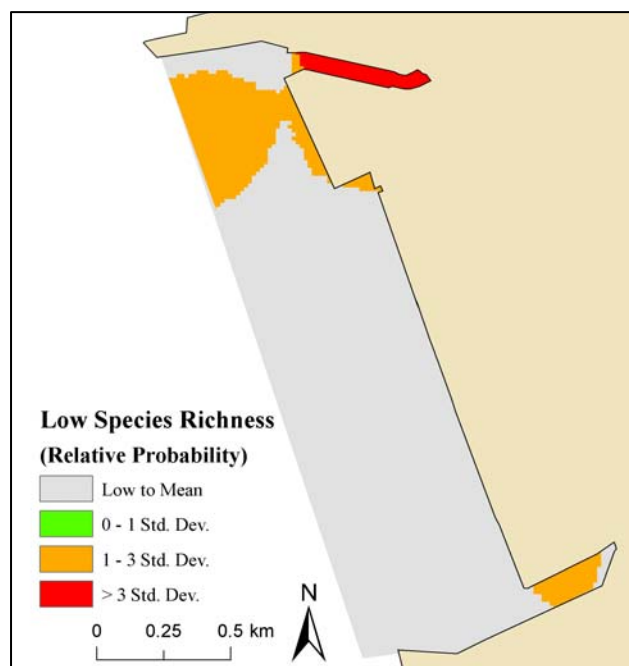 Low Species Richness
(Relative Probability)
Low to Mean
0 - 1 Std. Dev.
1 - 3 Std. Dev.
> 3 Std. Dev.
N
0 0.25 0.5 km